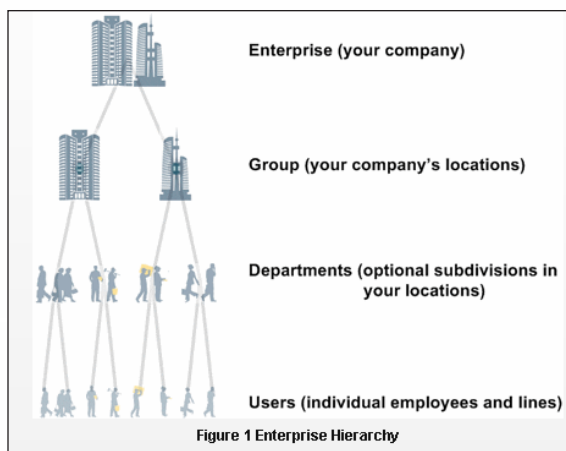 Enterprise (your company)
Group (your company's locations)
Departments (optional subdivisions in
your locations)
Users (individual employees and lines)
Figure 1 Enterprise Hierarchy